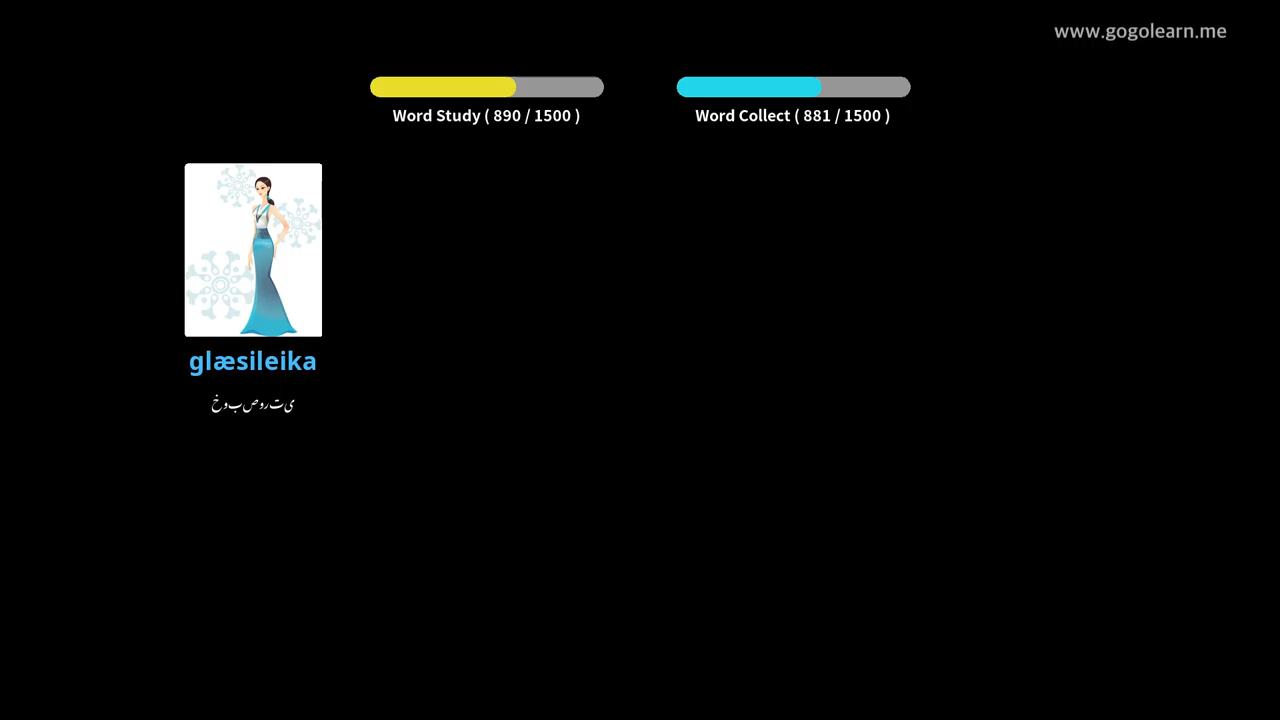 www.gogolearn.me
Word Study ( 890 / 1500 )
Word Collect ( 881 / 1500 )
glæsileika
خوبصورتی